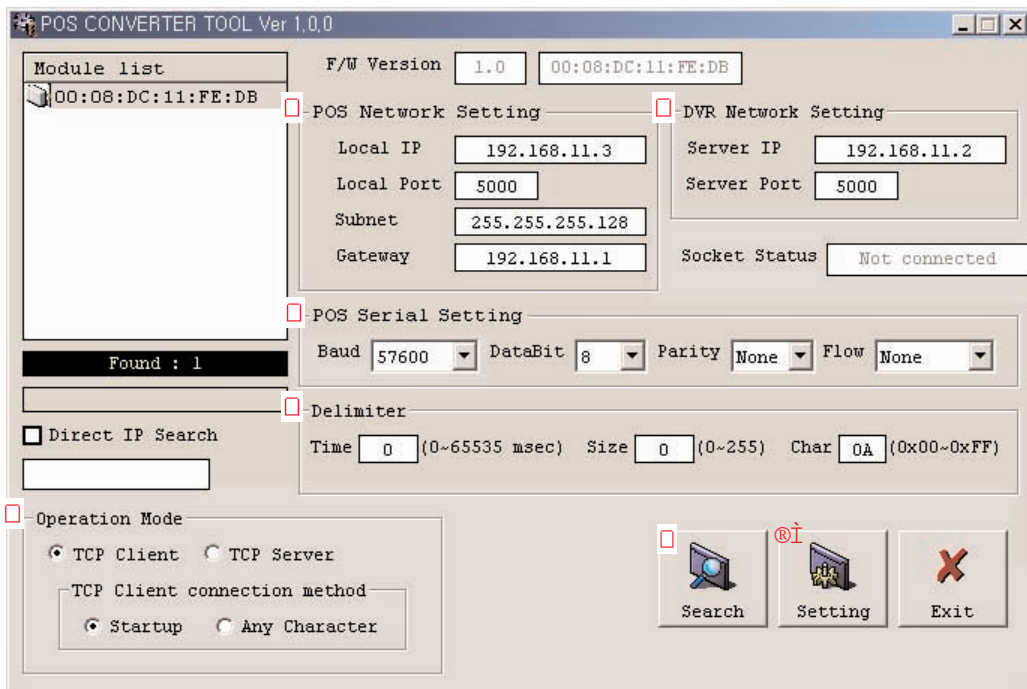 POS CONVERTER TOOL Ver 1,0,0
Module list
00:08:DC:11:FE:DB
F/W Version 1.0 00:08:DC:11:FE:DB
POS Network Setting
Local IP 192.168.11.3
Local Port 5000
Subnet 255.255.255.128
Gateway 192.168.11.1
DVR Network Setting
Server IP 192.168.11.2
Server Port 5000
Socket Status Not connected
POS Serial Setting
Baud 57600 DataBit 8 Parity None Flow None
Found : 1
Delimiter
Time 0 (0~65535 msec) Size 0 (0~255) Char 0A (0x00~0xFF)
Direct IP Search
Operation Mode
TCP Client TCP Server
TCP Client connection method
Startup Any Character
®Ì
Search Setting Exit